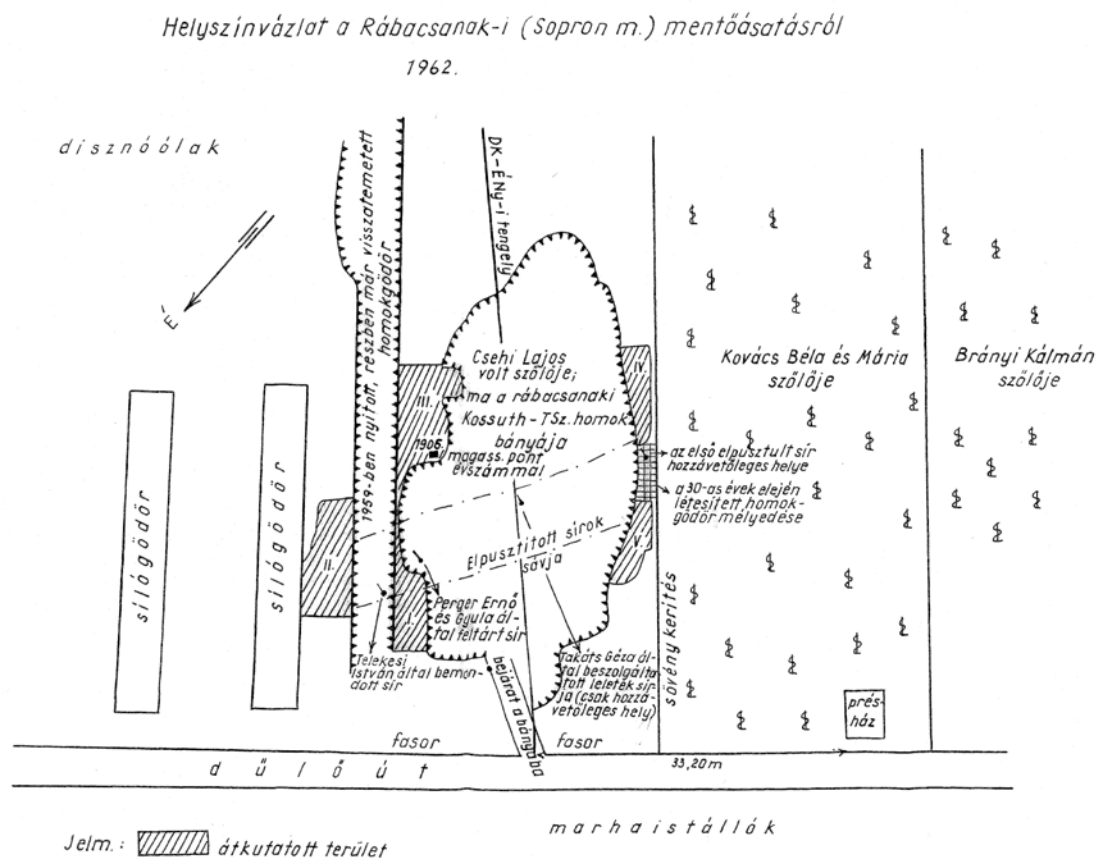 Helyszínvázlat a Rábacsanak-i (Sopron m.) mentőásatásról
1962.
disznóólak
É
1959-ben nyitott, részben már visszatemetett
homokgödör
DK-ÉNy-i tengely
Csehi Lajos
volt szőlője;
ma a rábacsanaki
Kossuth-TSz. homok
bányája
1906.
magass. pont
évszámmal
III.
IV.
Kovács Béla és Mária
szőlője
Brányi Kálmán
szőlője
az első elpusztult sír
hozzávetőleges helye
a 30-as évek elején
létesített homok-
gödör mélyedése
silógödör
silógödör
II.
I.
V.
Elpusztított sírok
sávja
Perger Ernő
és Gyula ál-
tal feltárt sír
Telekesi
István által bemon-
dott sír
Takáts Géza ál-
tal beszolgálta-
tott leletek sír-
ja (csak hozzá-
vetőleges hely)
bejárat a bányába
sövénykerítés
prés-
ház
fasor
fasor
dűlőút
33,20 m
marhaistállók
Jelm.: átkutatott terület